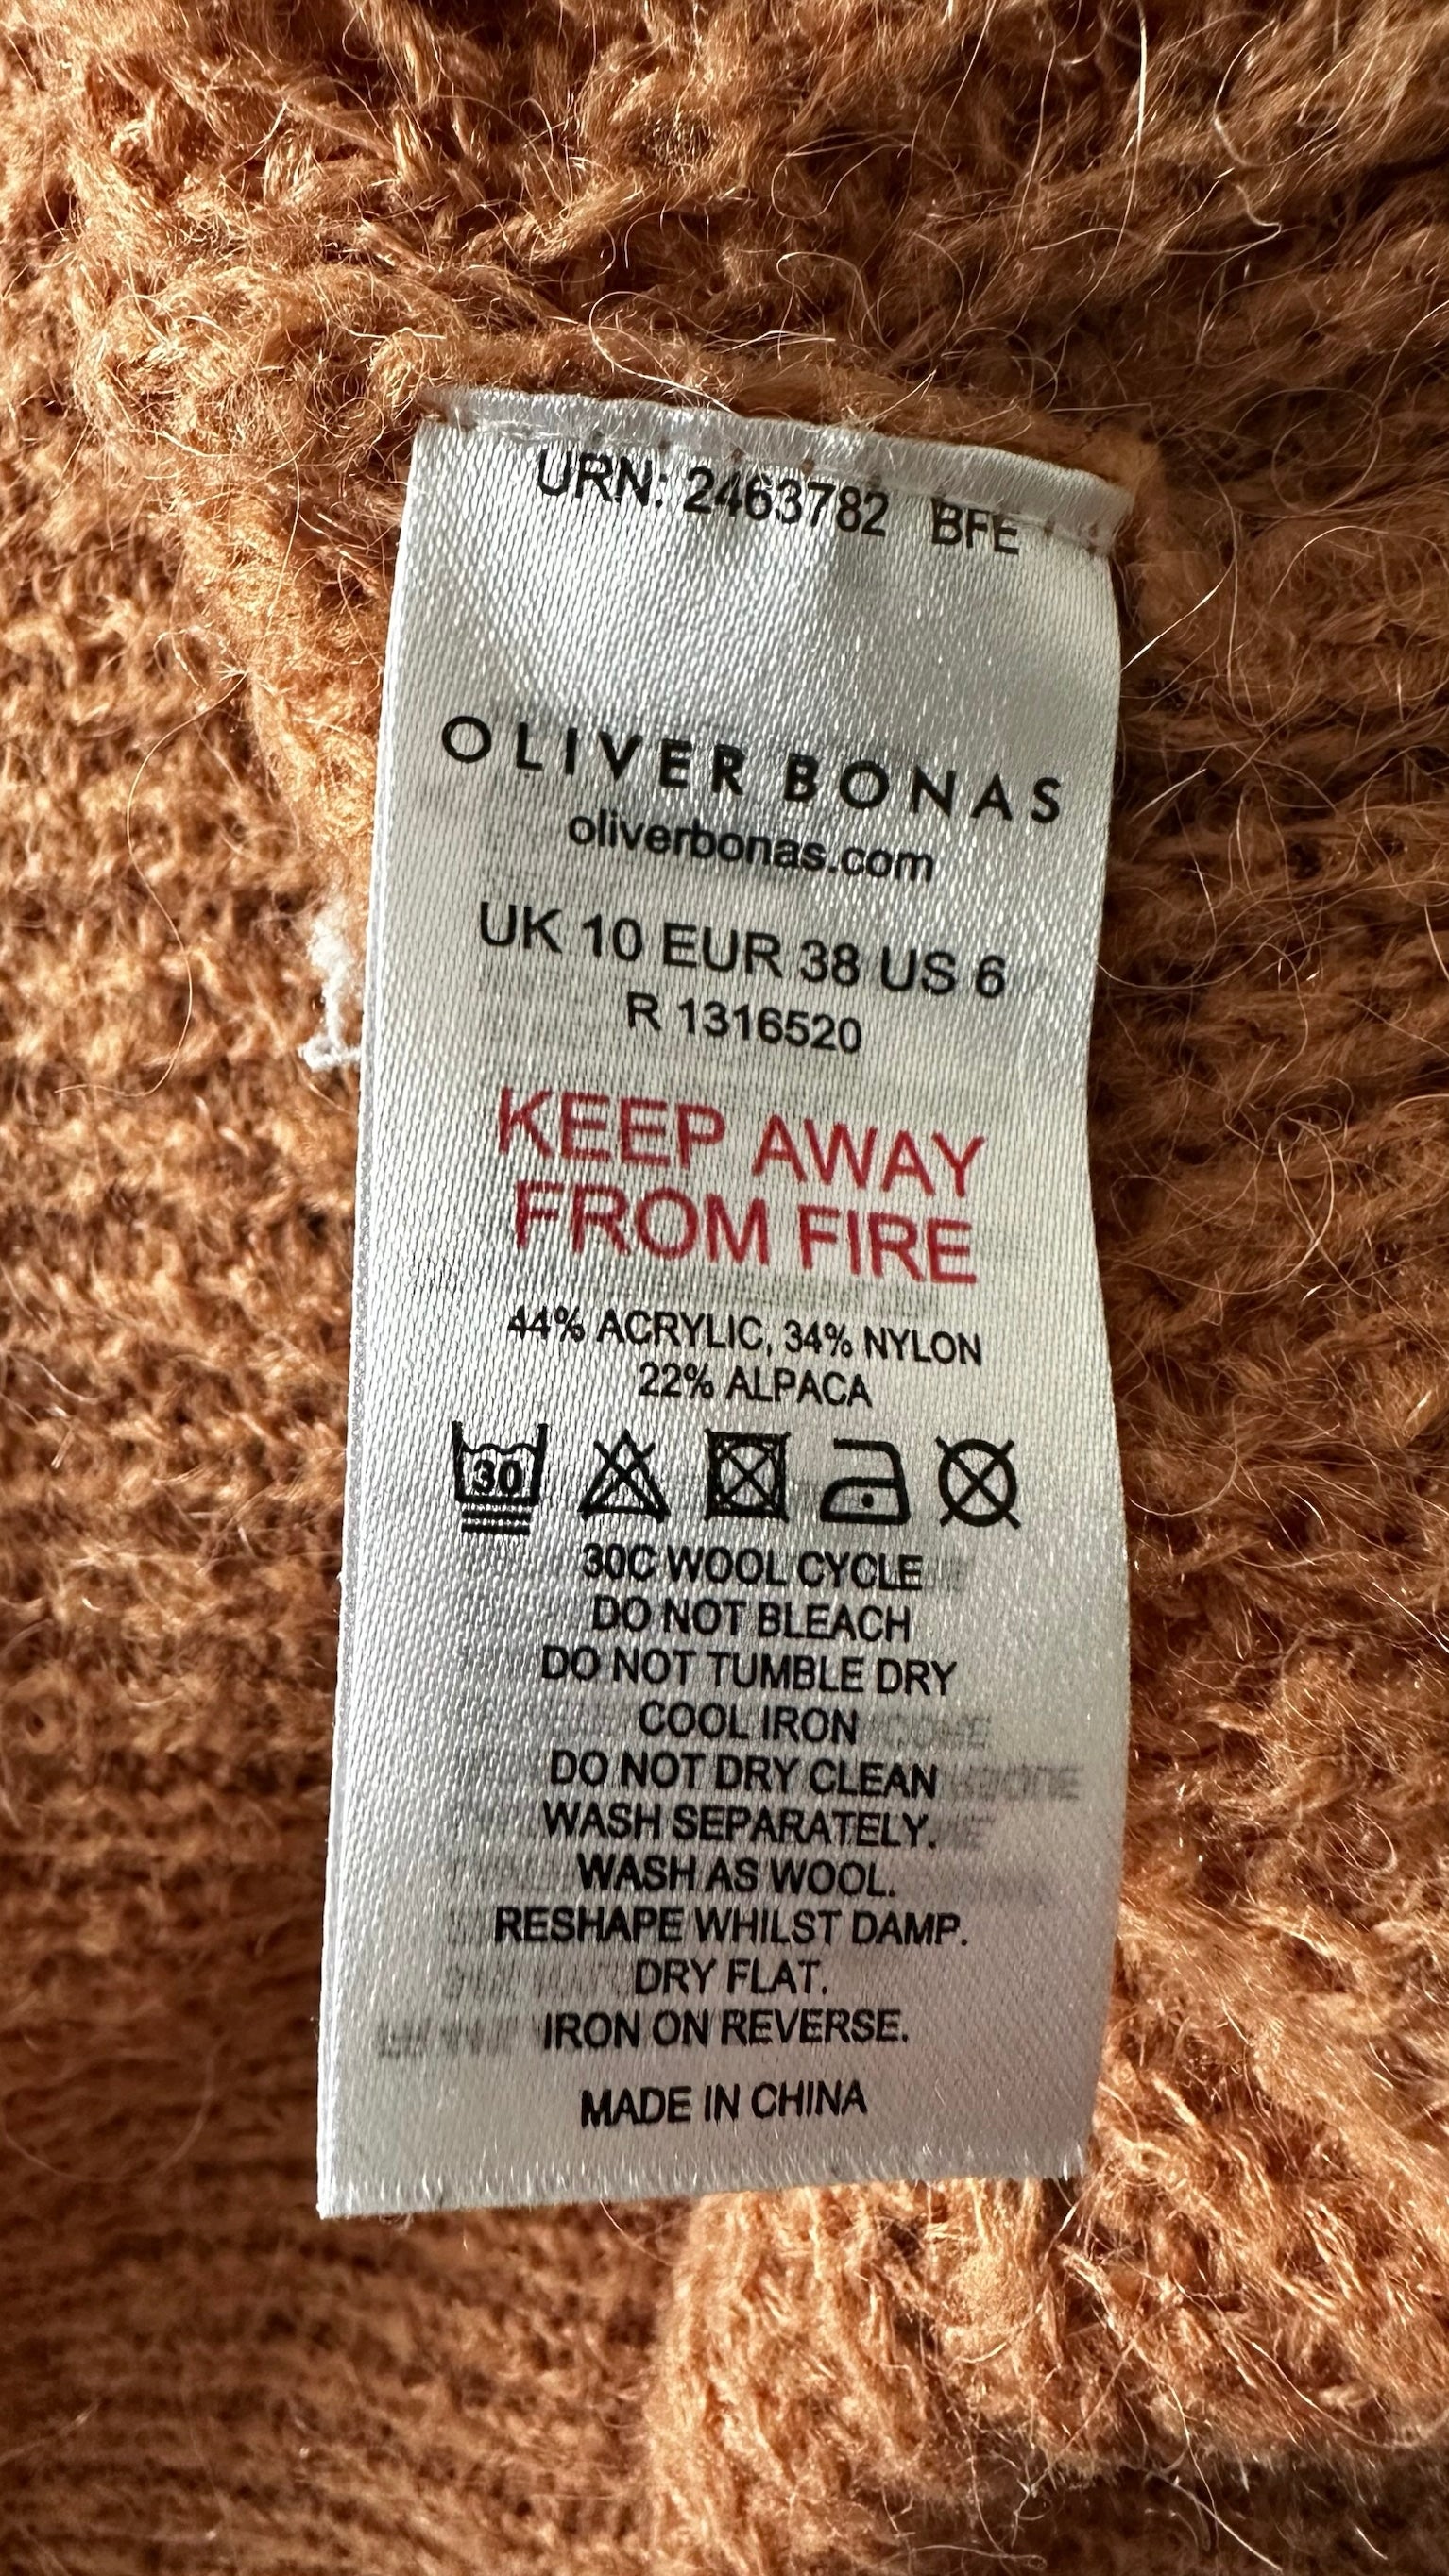 URN: 2463782 BFE
OLIVER BONAS
oliverbonas.com
UK 10 EUR 38 US 6
R 1316520
KEEP AWAY
FROM FIRE
44% ACRYLIC, 34% NYLON
22% ALPACA
30
30C WOOL CYCLE
DO NOT BLEACH
DO NOT TUMBLE DRY
COOL IRON
DO NOT DRY CLEAN
WASH SEPARATELY.
WASH AS WOOL.
RESHAPE WHILST DAMP.
DRY FLAT.
IRON ON REVERSE.
MADE IN CHINA